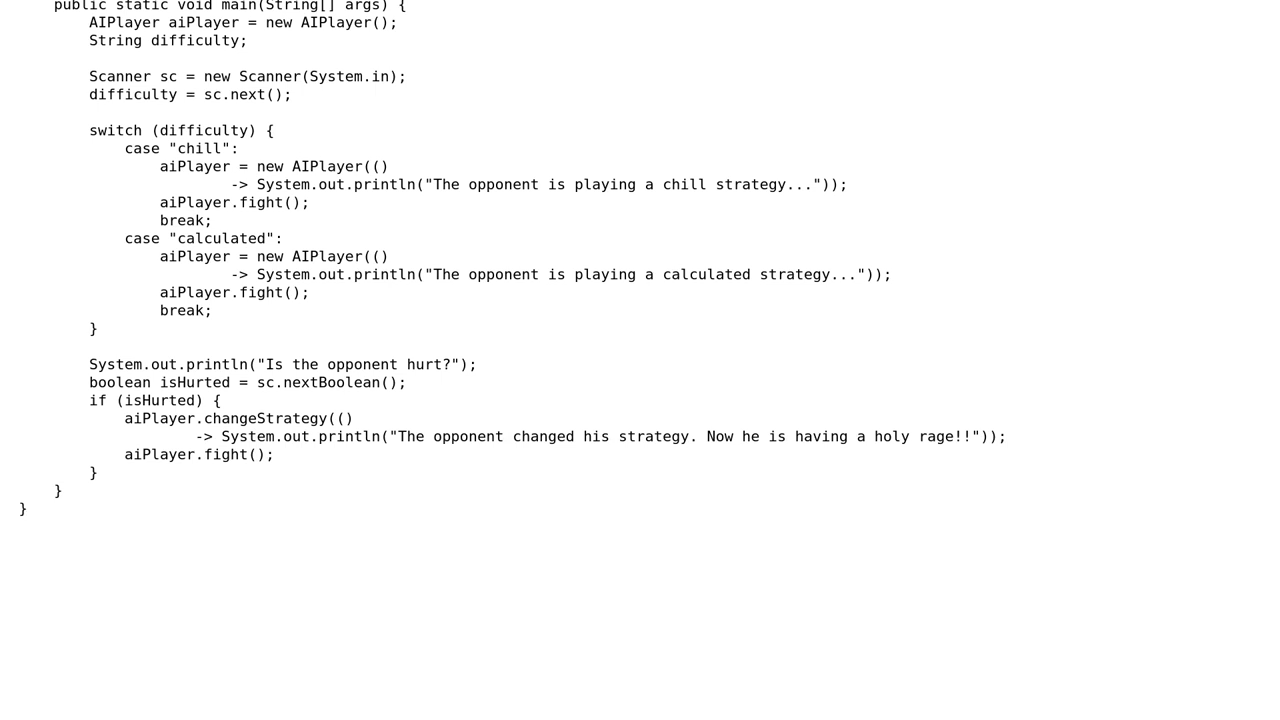 public static void main(String[] args) {
        AIPlayer aiPlayer = new AIPlayer();
        String difficulty;

        Scanner sc = new Scanner(System.in);
        difficulty = sc.next();

        switch (difficulty) {
            case "chill":
                aiPlayer = new AIPlayer(()
                        -> System.out.println("The opponent is playing a chill strategy..."));
                aiPlayer.fight();
                break;
            case "calculated":
                aiPlayer = new AIPlayer(()
                        -> System.out.println("The opponent is playing a calculated strategy..."));
                aiPlayer.fight();
                break;
        }

        System.out.println("Is the opponent hurt?");
        boolean isHurted = sc.nextBoolean();
        if (isHurted) {
            aiPlayer.changeStrategy(()
                    -> System.out.println("The opponent changed his strategy. Now he is having a holy rage!!"));
            aiPlayer.fight();
        }
    }
}